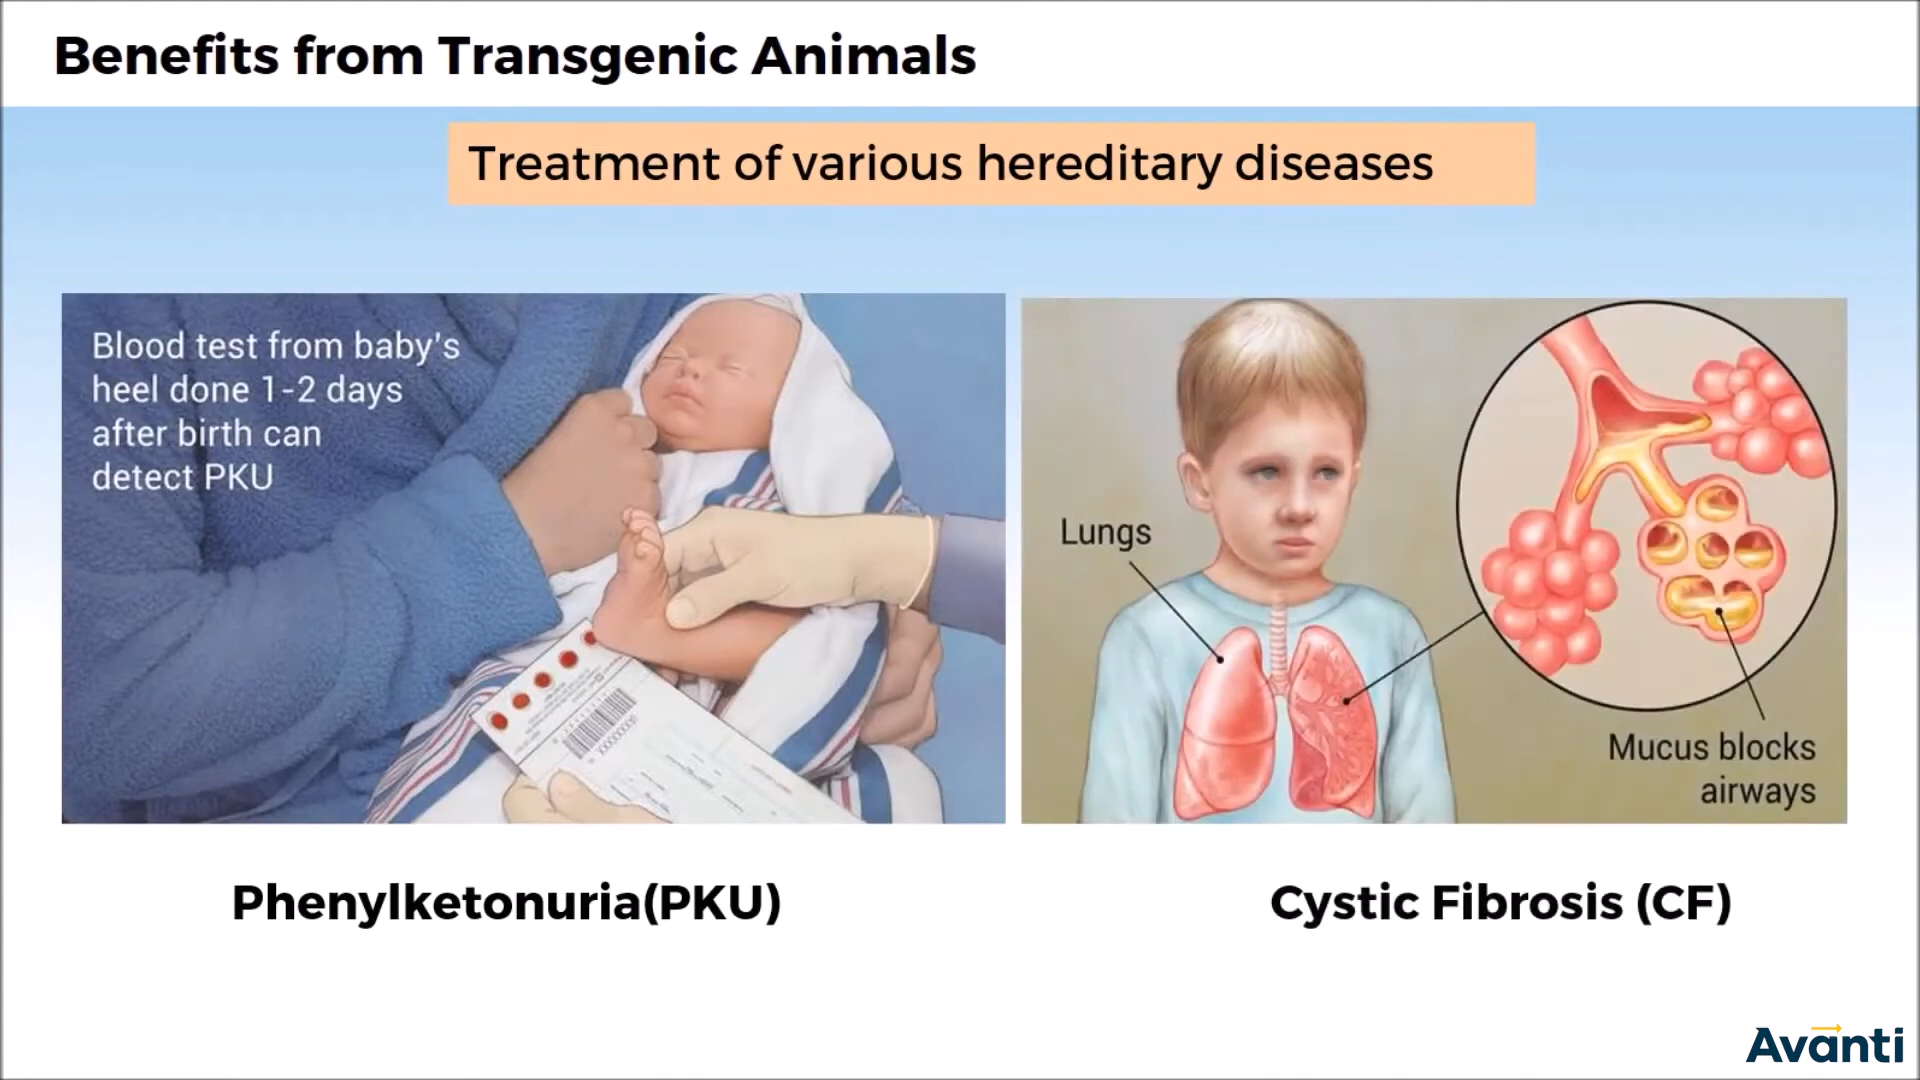 Benefits from Transgenic Animals
Treatment of various hereditary diseases
Blood test from baby's
heel done 1-2 days
after birth can
detect PKU
Lungs
Mucus blocks
airways
Phenylketonuria(PKU)
Cystic Fibrosis (CF)
Avanti